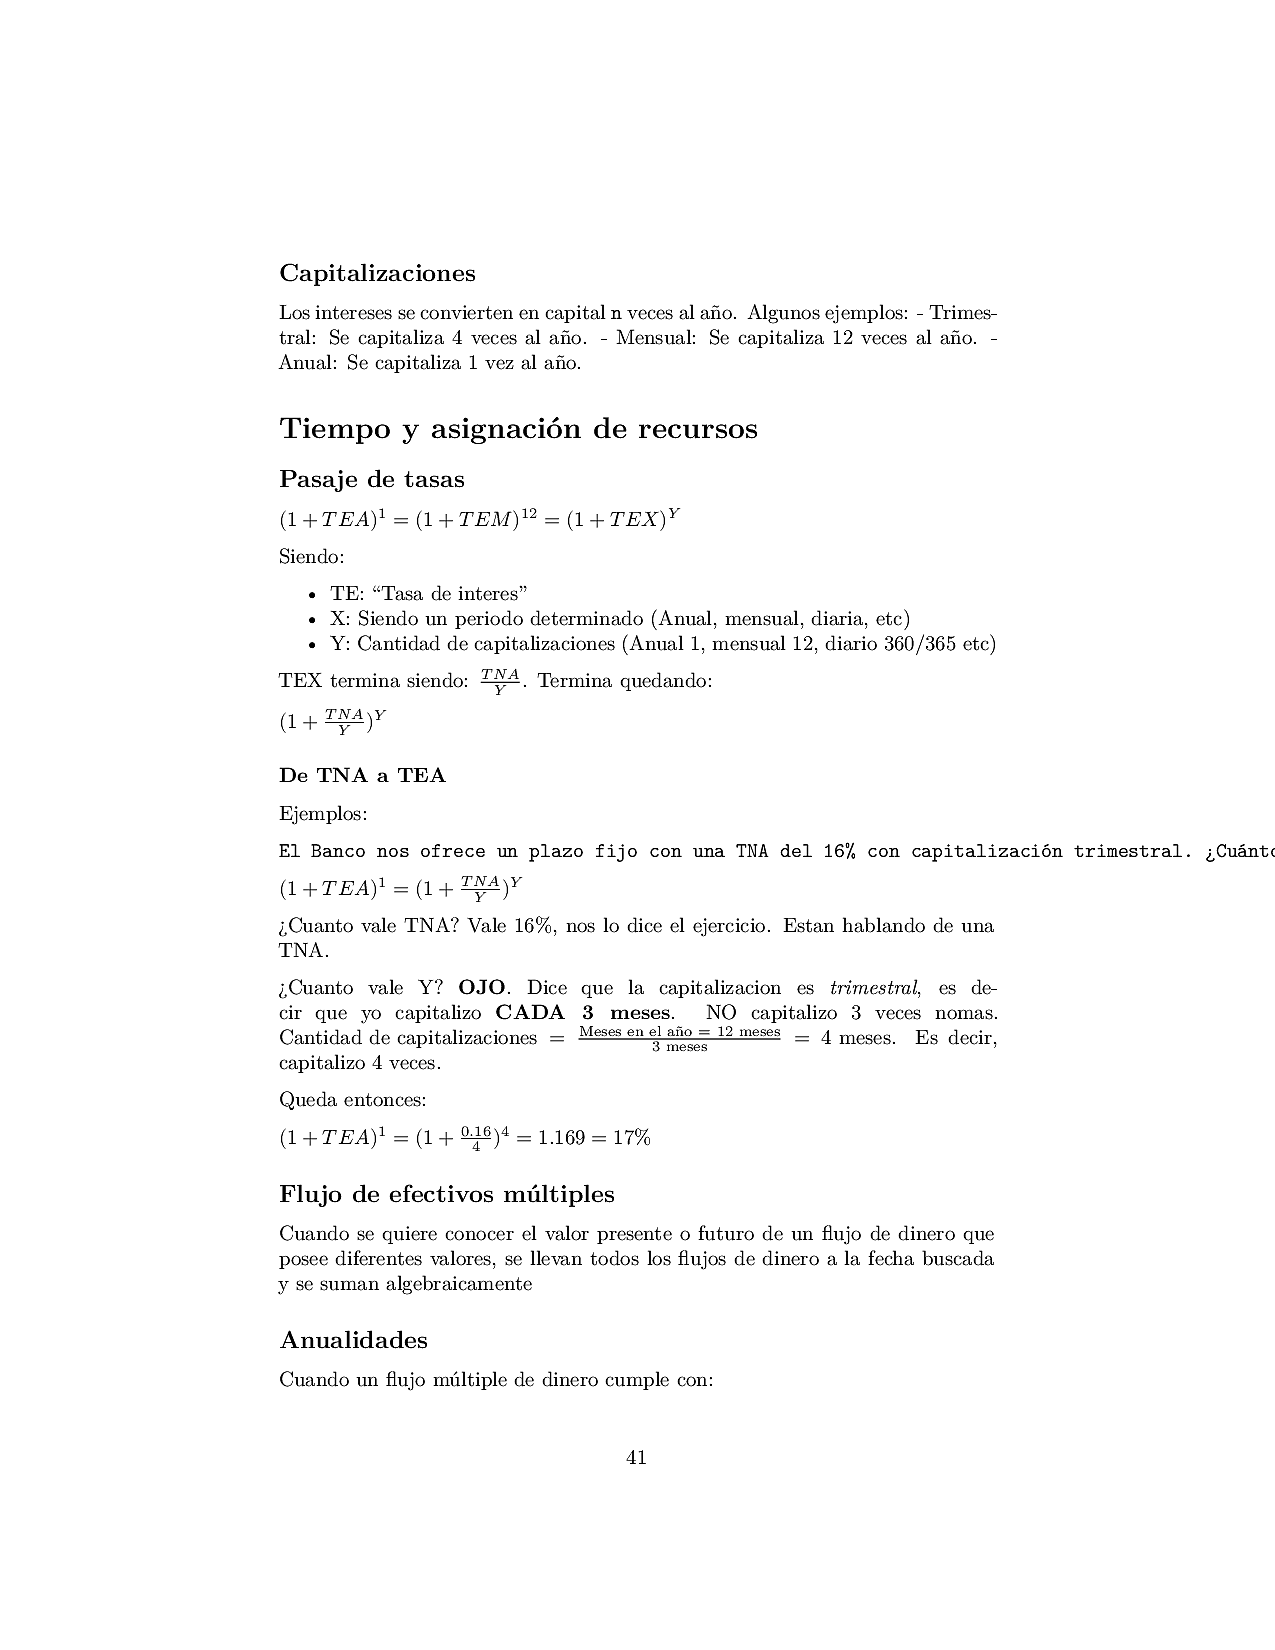 Capitalizaciones
Los intereses se convierten en capital n veces al año. Algunos ejemplos: - Trimes-
tral: Se capitaliza 4 veces al año. - Mensual: Se capitaliza 12 veces al año. -
Anual: Se capitaliza 1 vez al año.
Tiempo y asignación de recursos
Pasaje de tasas
$(1 + TEA)^1 = (1 + TEM)^{12} = (1 + TEX)^Y$
Siendo:
• TE: “Tasa de interes”
• X: Siendo un periodo determinado (Anual, mensual, diaria, etc)
• Y: Cantidad de capitalizaciones (Anual 1, mensual 12, diario 360/365 etc)
TEX termina siendo: $\frac{TNA}{Y}$. Termina quedando:
$(1 + \frac{TNA}{Y})^Y$
De TNA a TEA
Ejemplos:
El Banco nos ofrece un plazo fijo con una TNA del 16% con capitalización trimestral. ¿Cuánto
$(1 + TEA)^1 = (1 + \frac{TNA}{Y})^Y$
¿Cuanto vale TNA? Vale 16%, nos lo dice el ejercicio. Estan hablando de una
TNA.
¿Cuanto vale Y? OJO. Dice que la capitalizacion es trimestral, es de-
cir que yo capitalizo CADA 3 meses. NO capitalizo 3 veces nomas.
Cantidad de capitalizaciones = $\frac{\text{Meses en el año = 12 meses}}{\text{3 meses}}$ = 4 meses. Es decir,
capitalizo 4 veces.
Queda entonces:
$(1 + TEA)^1 = (1 + \frac{0.16}{4})^4 = 1.169 = 17\%$
Flujo de efectivos múltiples
Cuando se quiere conocer el valor presente o futuro de un flujo de dinero que
posee diferentes valores, se llevan todos los flujos de dinero a la fecha buscada
y se suman algebraicamente
Anualidades
Cuando un flujo múltiple de dinero cumple con:
41